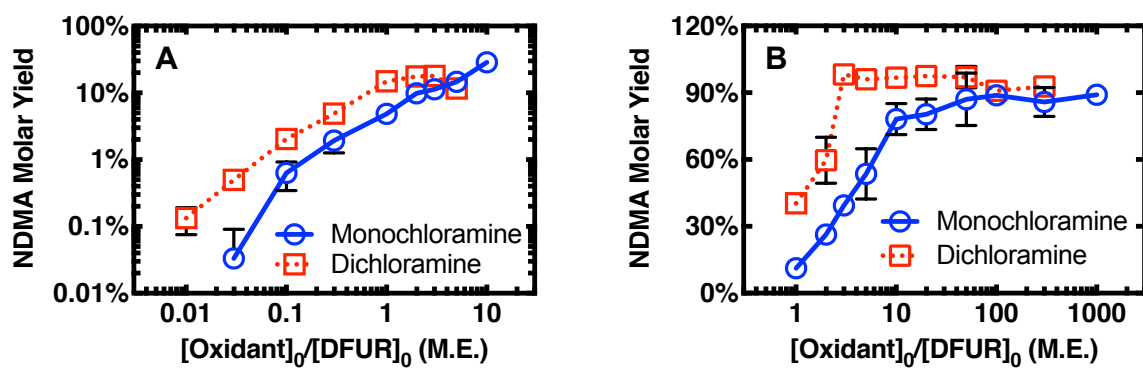 A
NDMA Molar Yield
100%
10%
1%
0.1%
0.01%
Monochloramine
Dichloramine
0.01 0.1 1 10
[Oxidant]0/[DFUR]0 (M.E.)
B
NDMA Molar Yield
120%
90%
60%
30%
0%
Monochloramine
Dichloramine
1 10 100 1000
[Oxidant]0/[DFUR]0 (M.E.)